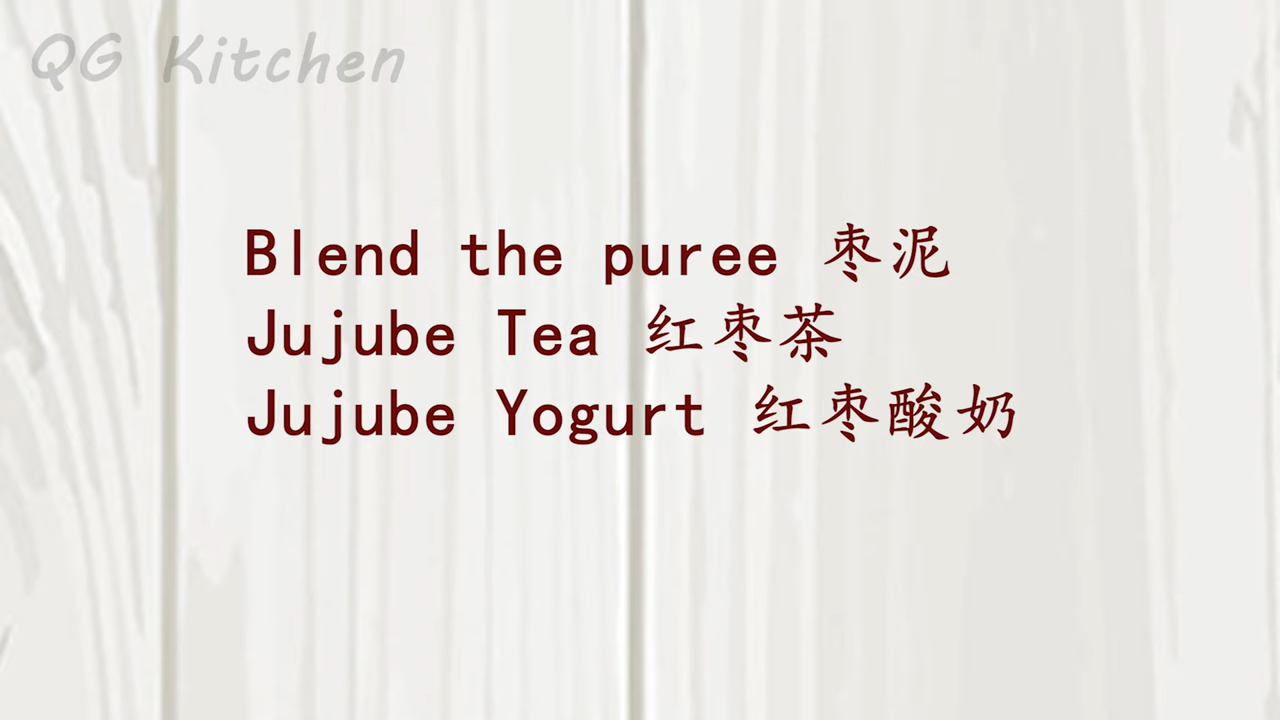 QG Kitchen
Blend the puree 枣泥
Jujube Tea 红枣茶
Jujube Yogurt 红枣酸奶